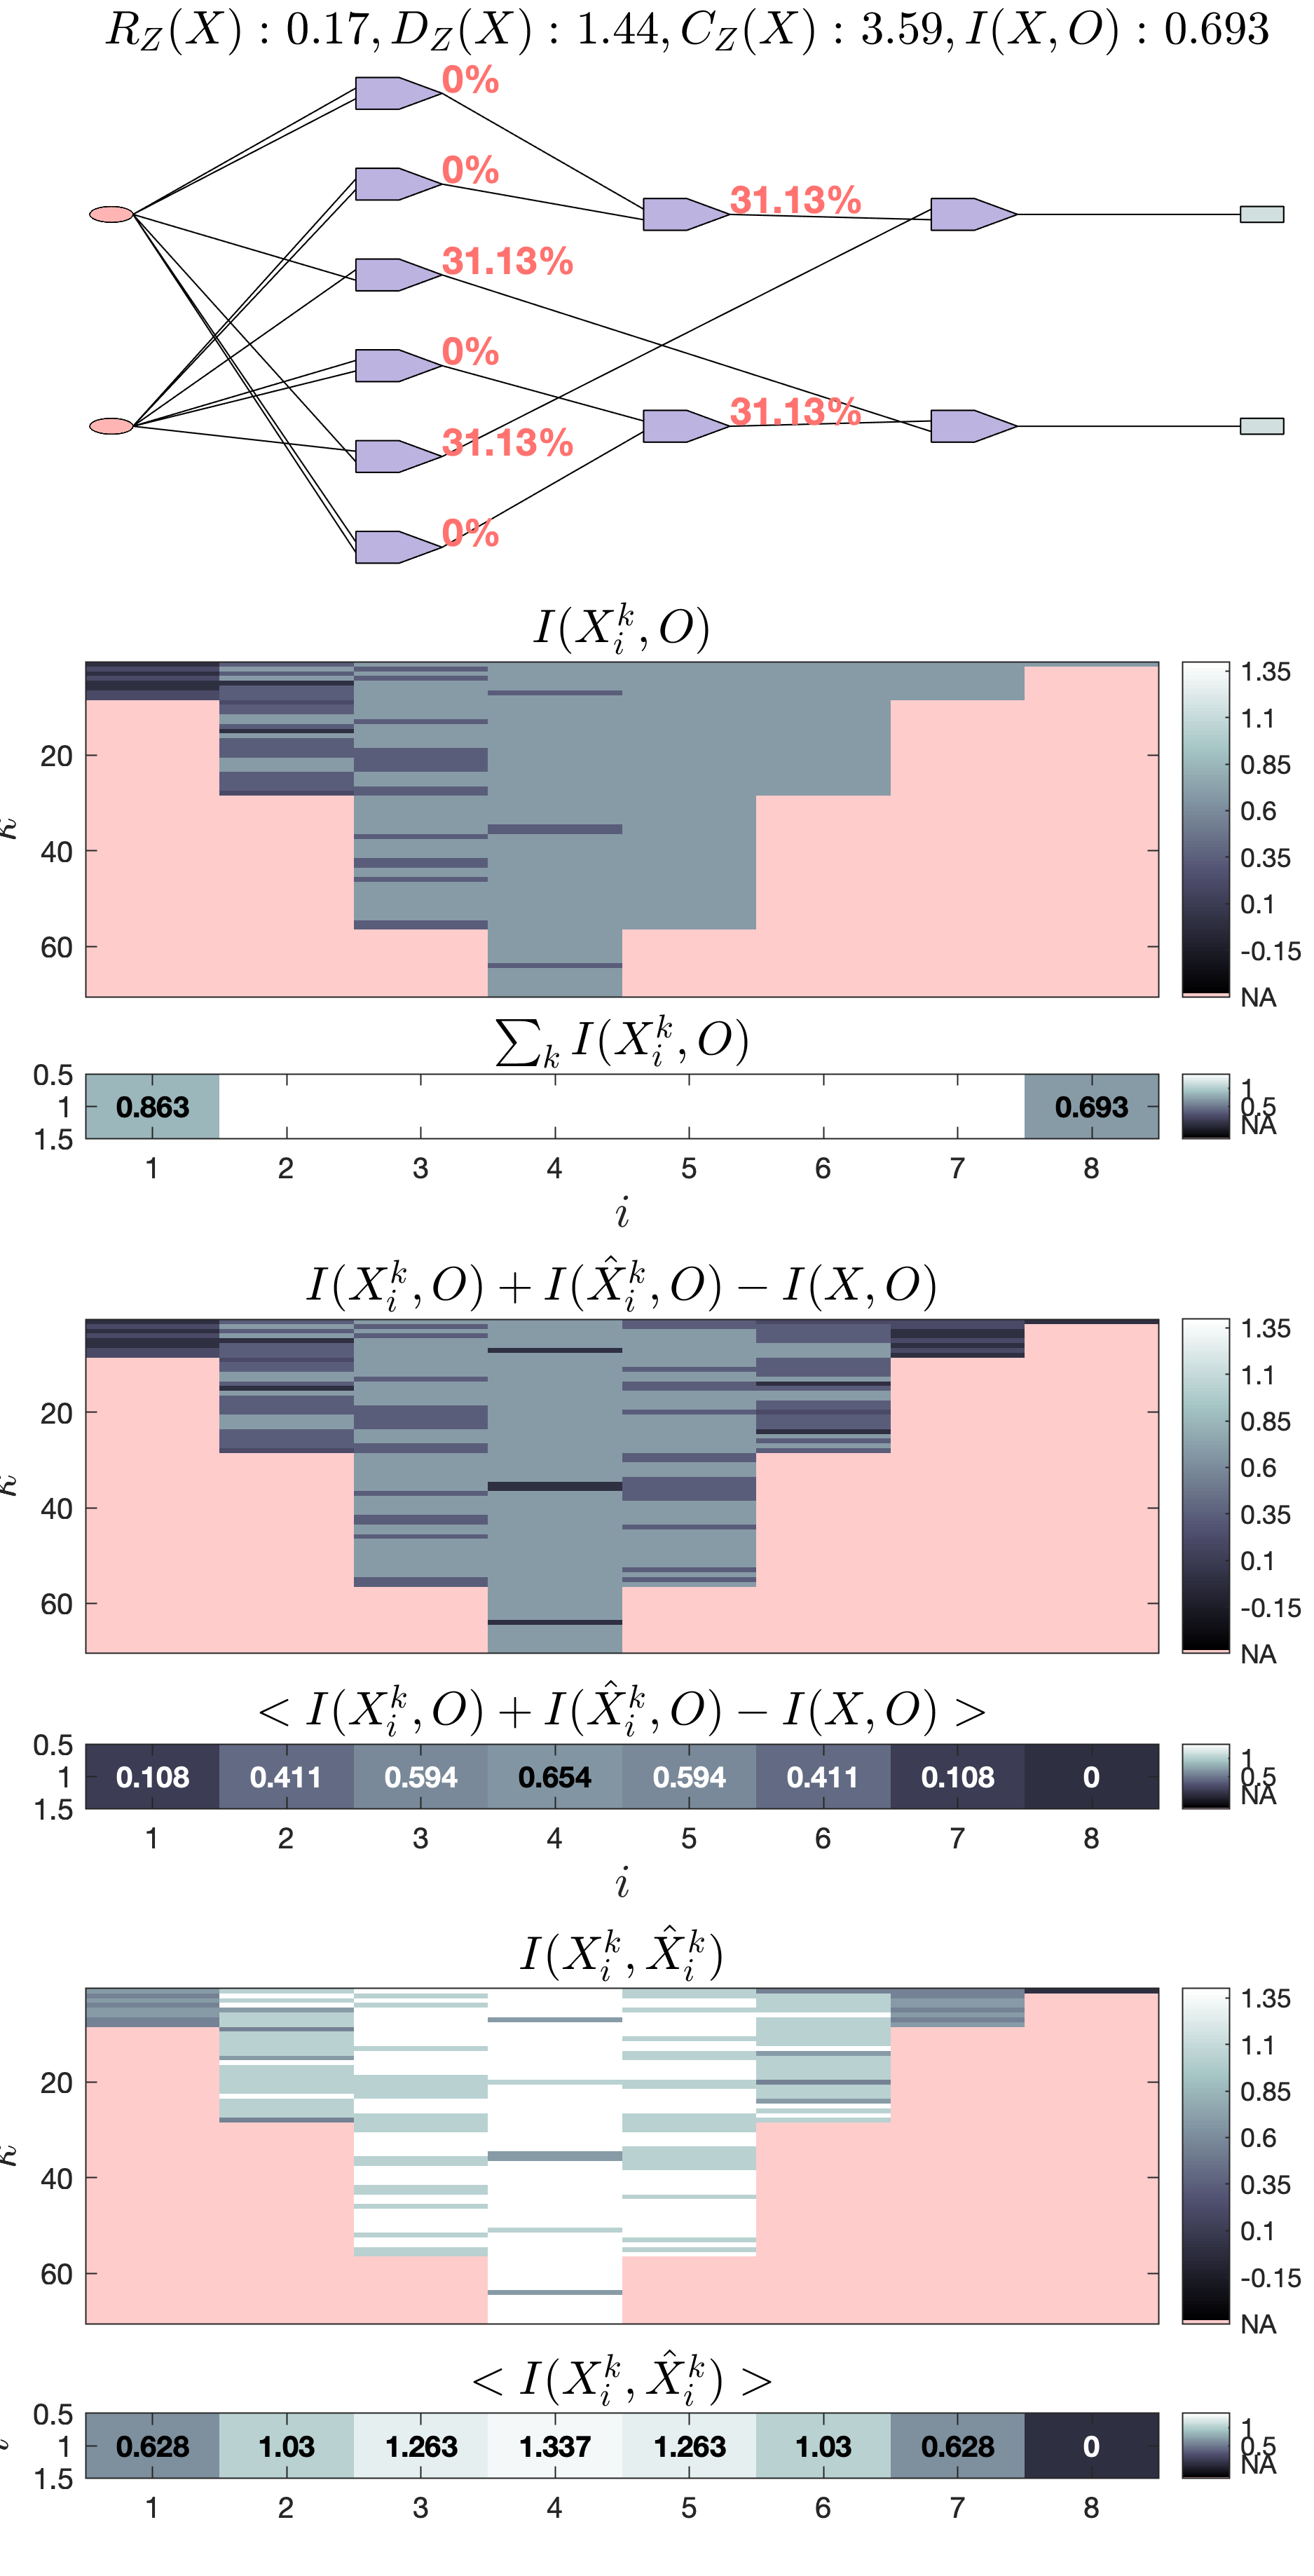 R_Z(X) : 0.17, D_Z(X) : 1.44, C_Z(X) : 3.59, I(X, O) : 0.693
0%
0%
31.13%
31.13%
0%
31.13%
31.13%
0%
I(X_i^k, O)
20
40
60
k
1.35
1.1
0.85
0.6
0.35
0.1
-0.15
NA
∑_k I(X_i^k, O)
0.5
1
1.5
0.863
0.693
1
0.5
NA
1 2 3 4 5 6 7 8
i
I(X_i^k, O) + I(X̂_i^k, O) − I(X, O)
20
40
60
k
1.35
1.1
0.85
0.6
0.35
0.1
-0.15
NA
< I(X_i^k, O) + I(X̂_i^k, O) − I(X, O) >
0.5
1
1.5
0.108 0.411 0.594 0.654 0.594 0.411 0.108 0
1
0.5
NA
1 2 3 4 5 6 7 8
i
I(X_i^k, X̂_i^k)
20
40
60
k
1.35
1.1
0.85
0.6
0.35
0.1
-0.15
NA
< I(X_i^k, X̂_i^k) >
0.5
1
1.5
0.628 1.03 1.263 1.337 1.263 1.03 0.628 0
1
0.5
NA
1 2 3 4 5 6 7 8